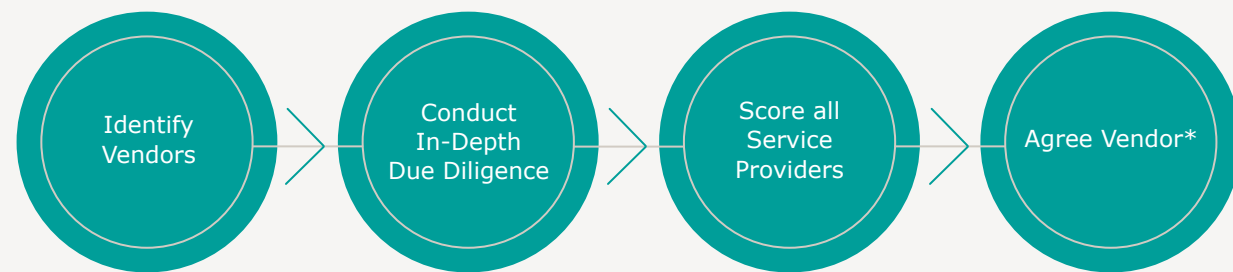 Identify
Vendors
Conduct
In-Depth
Due Diligence
Score all
Service
Providers
Agree Vendor*